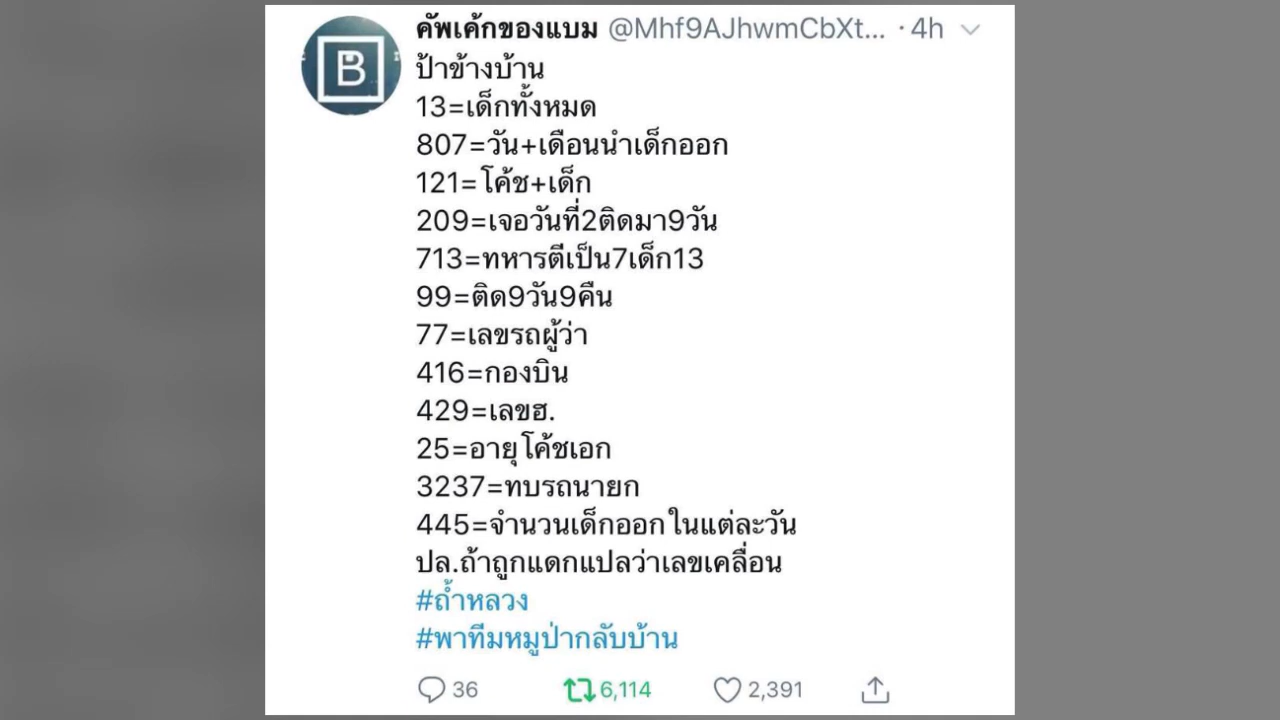 B
คัพเค้กของแบม @Mhf9AJhwmCbXt... · 4h
ป้าข้างบ้าน
13=เด็กทั้งหมด
807=วัน+เดือนนำเด็กออก
121=โค้ช+เด็ก
209=เจอวันที่2ติดมา9วัน
713=ทหารตีเป็น7เด็ก13
99=ติด9วัน9คืน
77=เลขรถผู้ว่า
416=กองบิน
429=เลขฮ.
25=อายุโค้ชเอก
3237=ทบรถนายก
445=จำนวนเด็กออกในแต่ละวัน
ปล.ถ้าถูกแดกแปลว่าเลขเคลื่อน
#ถ้ำหลวง
#พาทีมหมูป่ากลับบ้าน
36 6,114 2,391